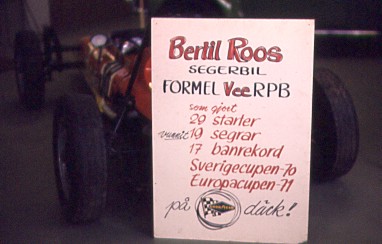 Bertil Roos
SEGERBIL
FORMEL Vee RPB
som gjort
29 starter
vunnit 19 segrar
17 banrekord
Sverigecupen-70
Europacupen-71
på GOODYEAR däck!